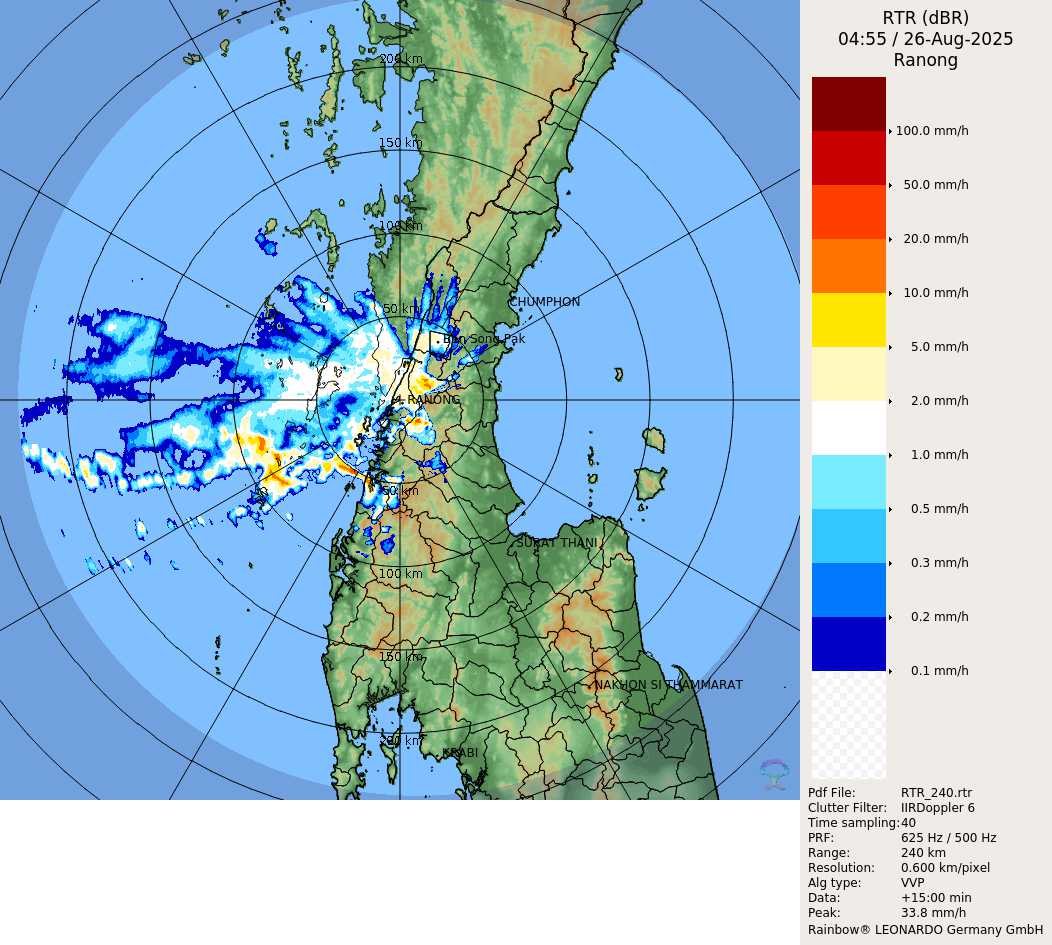 RTR (dBR)
04:55 / 26-Aug-2025
Ranong
100.0 mm/h
50.0 mm/h
20.0 mm/h
10.0 mm/h
5.0 mm/h
2.0 mm/h
1.0 mm/h
0.5 mm/h
0.3 mm/h
0.2 mm/h
0.1 mm/h
200 km
150 km
100 km
50 km
CHUMPHON
Ban Song Pak
RANONG
50 km
SURAT THANI
100 km
150 km
NAKHON SI THAMMARAT
200 km
KRABI
Pdf File: RTR_240.rtr
Clutter Filter: IIRDoppler 6
Time sampling:40
PRF: 625 Hz / 500 Hz
Range: 240 km
Resolution: 0.600 km/pixel
Alg type: VVP
Data: +15:00 min
Peak: 33.8 mm/h
Rainbow® LEONARDO Germany GmbH